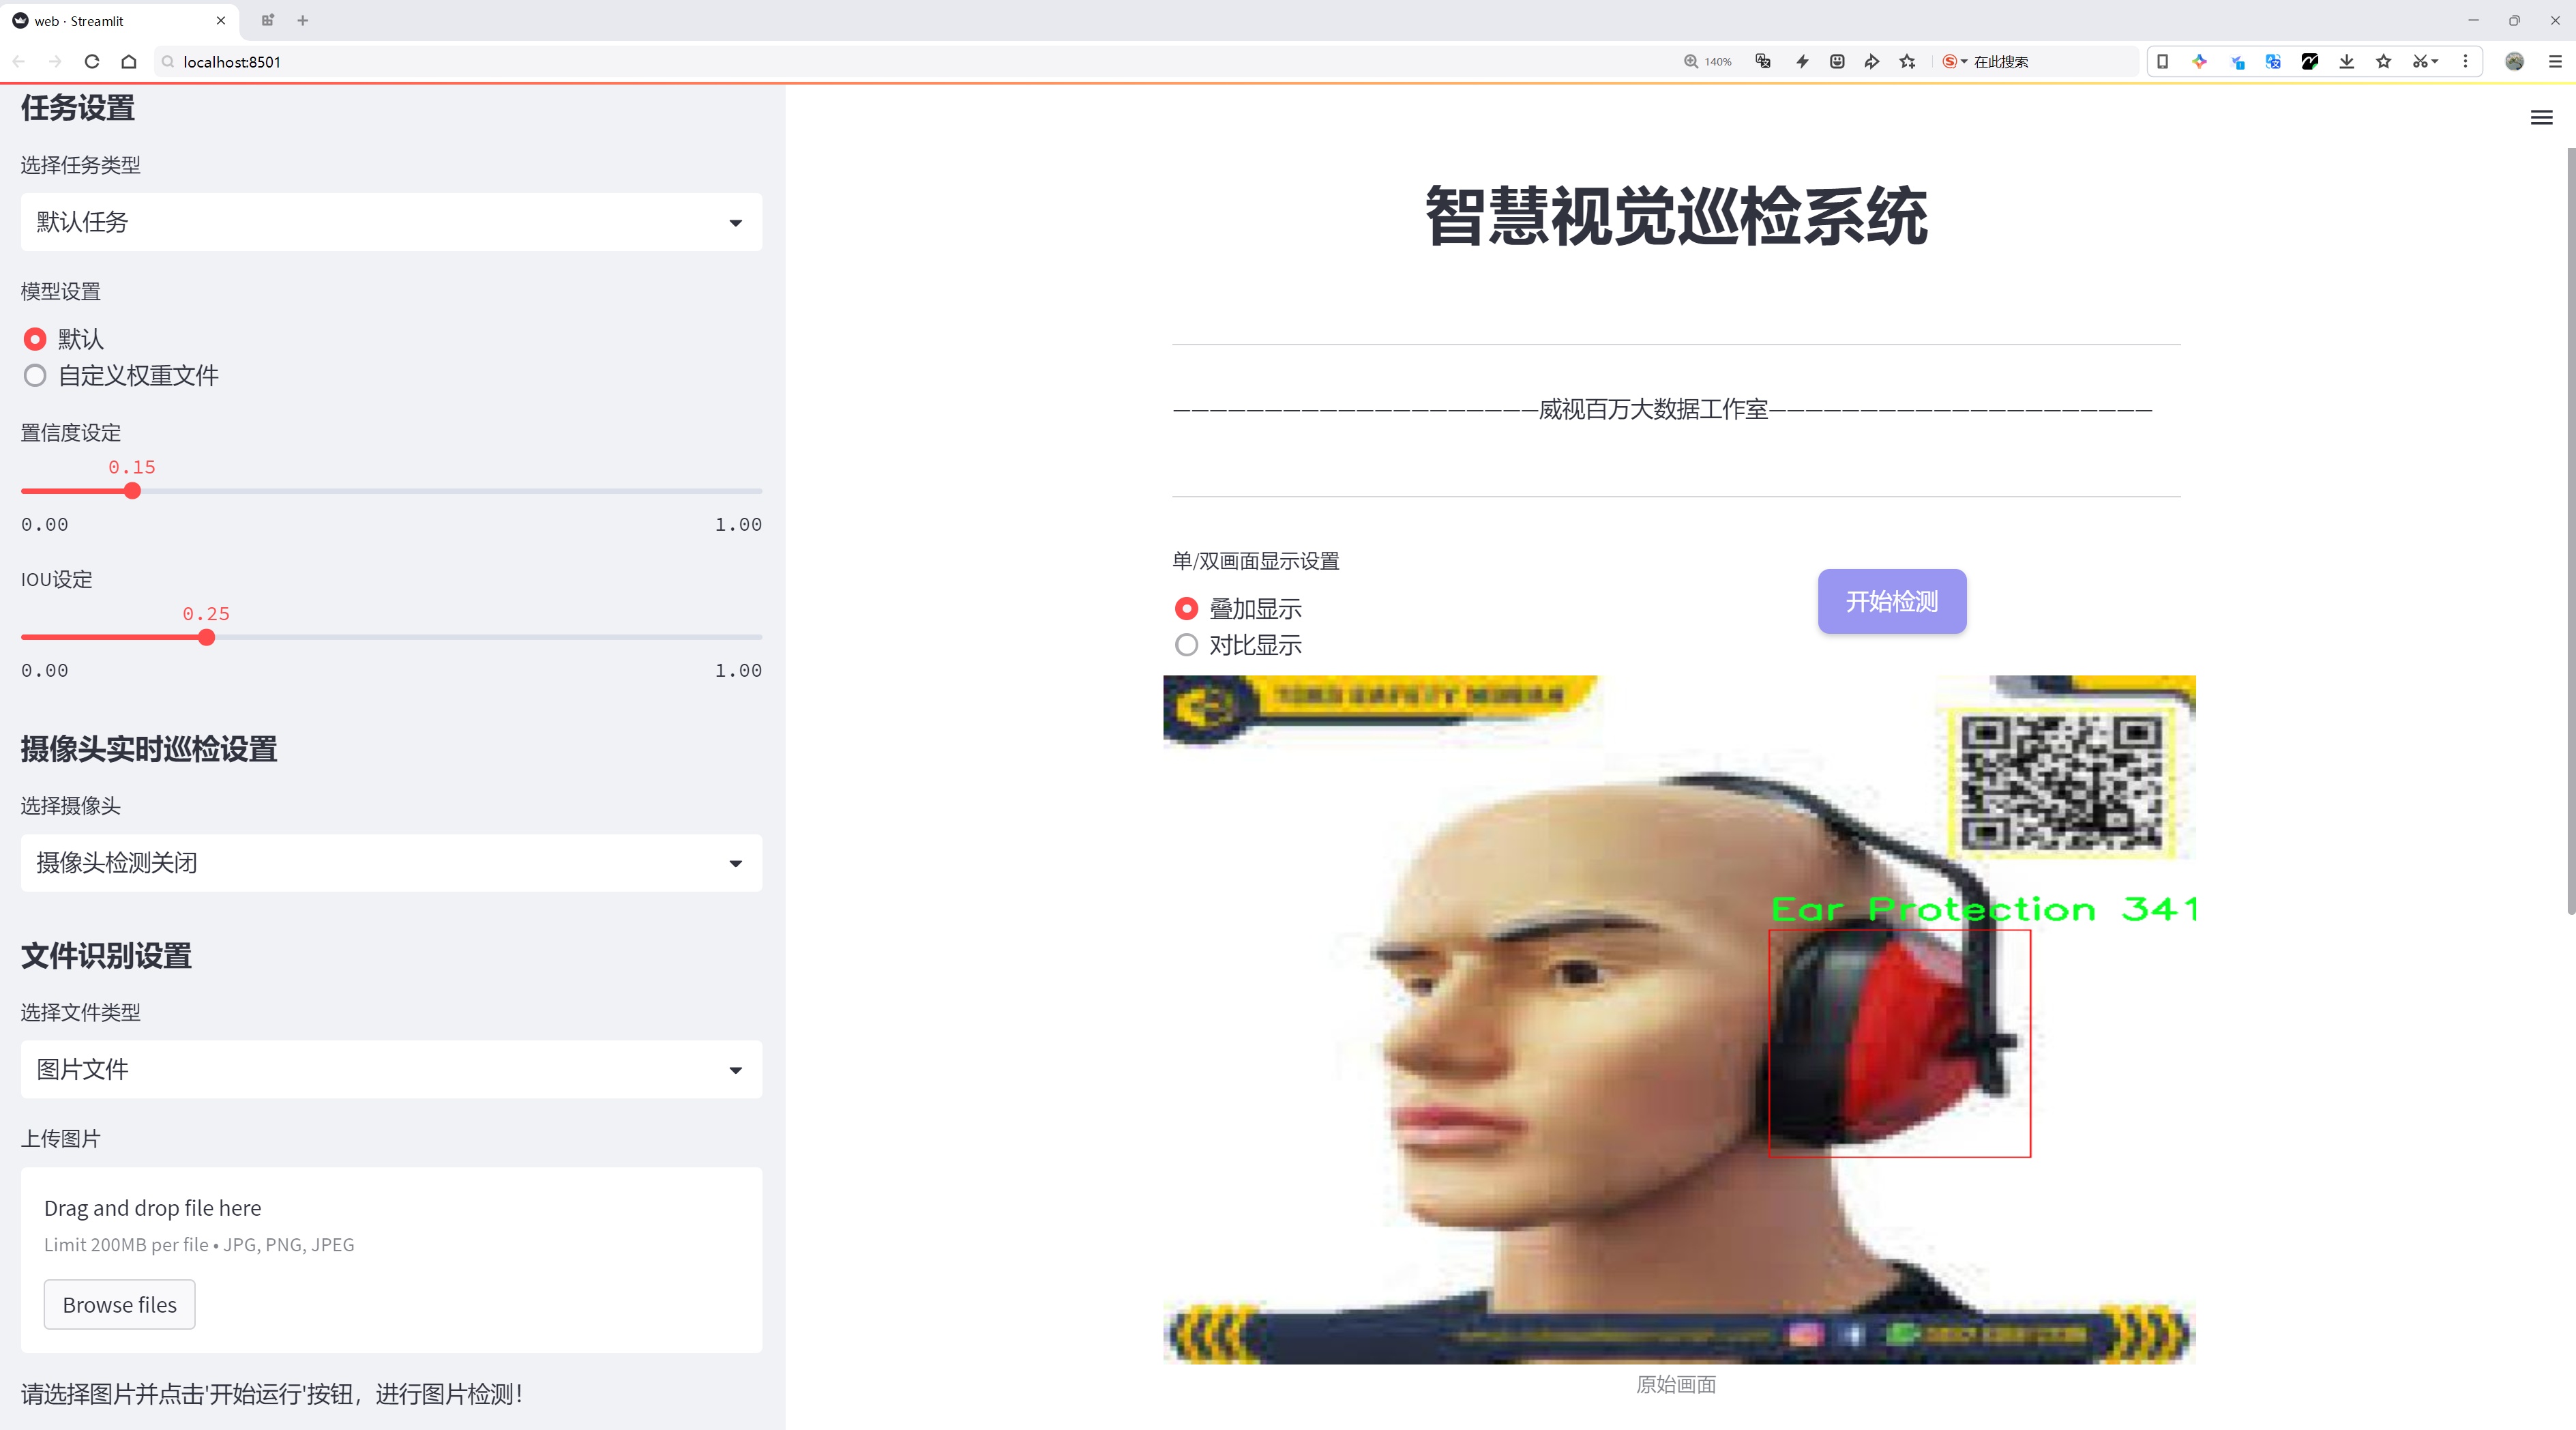 web · Streamlit
localhost:8501
140%
在此搜索
任务设置
选择任务类型
默认任务
模型设置
默认
自定义权重文件
置信度设定
0.15
0.00
1.00
IOU设定
0.25
0.00
1.00
摄像头实时巡检设置
选择摄像头
摄像头检测关闭
文件识别设置
选择文件类型
图片文件
上传图片
Drag and drop file here
Limit 200MB per file • JPG, PNG, JPEG
Browse files
请选择图片并点击'开始运行'按钮，进行图片检测！
智慧视觉巡检系统
————————————————————威视百万大数据工作室—————————————————————
单/双画面显示设置
叠加显示
对比显示
开始检测
Ear Protection 341
原始画面